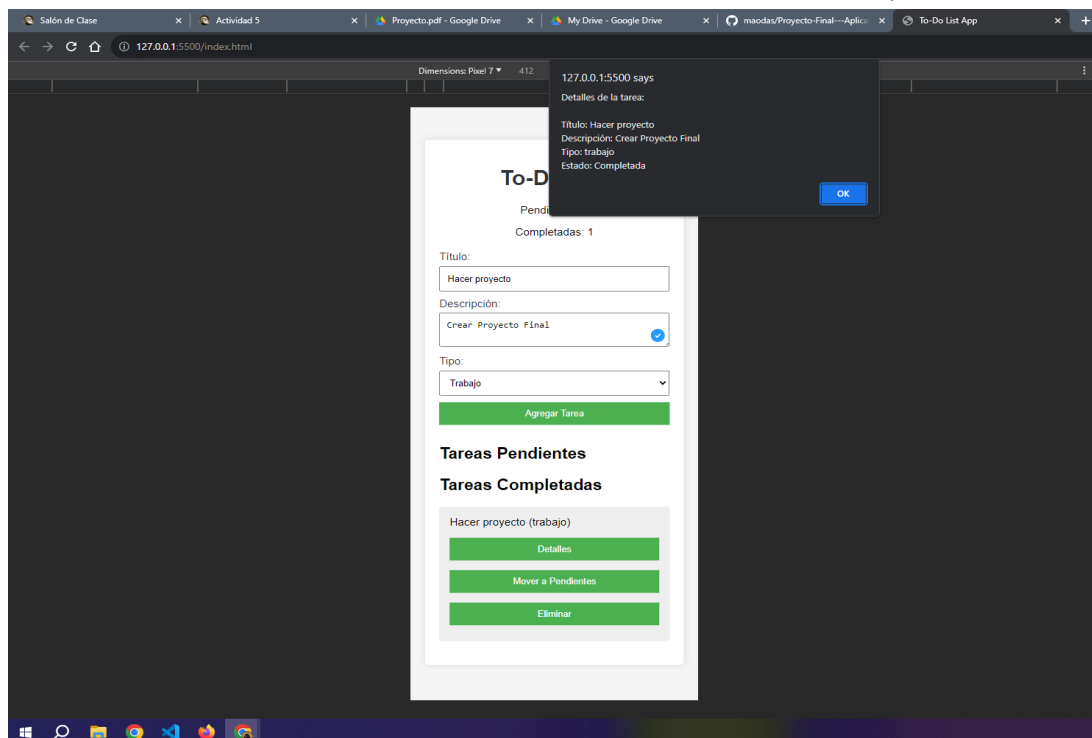 Salón de Clase
Actividad 5
Proyecto.pdf - Google Drive
My Drive - Google Drive
maodas/Proyecto-Final---Aplica
To-Do List App
127.0.0.1:5500/index.html
Dimensions: Pixel 7 412
127.0.0.1:5500 says
Detalles de la tarea:
Título: Hacer proyecto
Descripción: Crear Proyecto Final
Tipo: trabajo
Estado: Completada
OK
To-D
Pendi
Completadas: 1
Título:
Hacer proyecto
Descripción:
Crear Proyecto Final
Tipo:
Trabajo
Agregar Tarea
Tareas Pendientes
Tareas Completadas
Hacer proyecto (trabajo)
Detalles
Mover a Pendientes
Eliminar